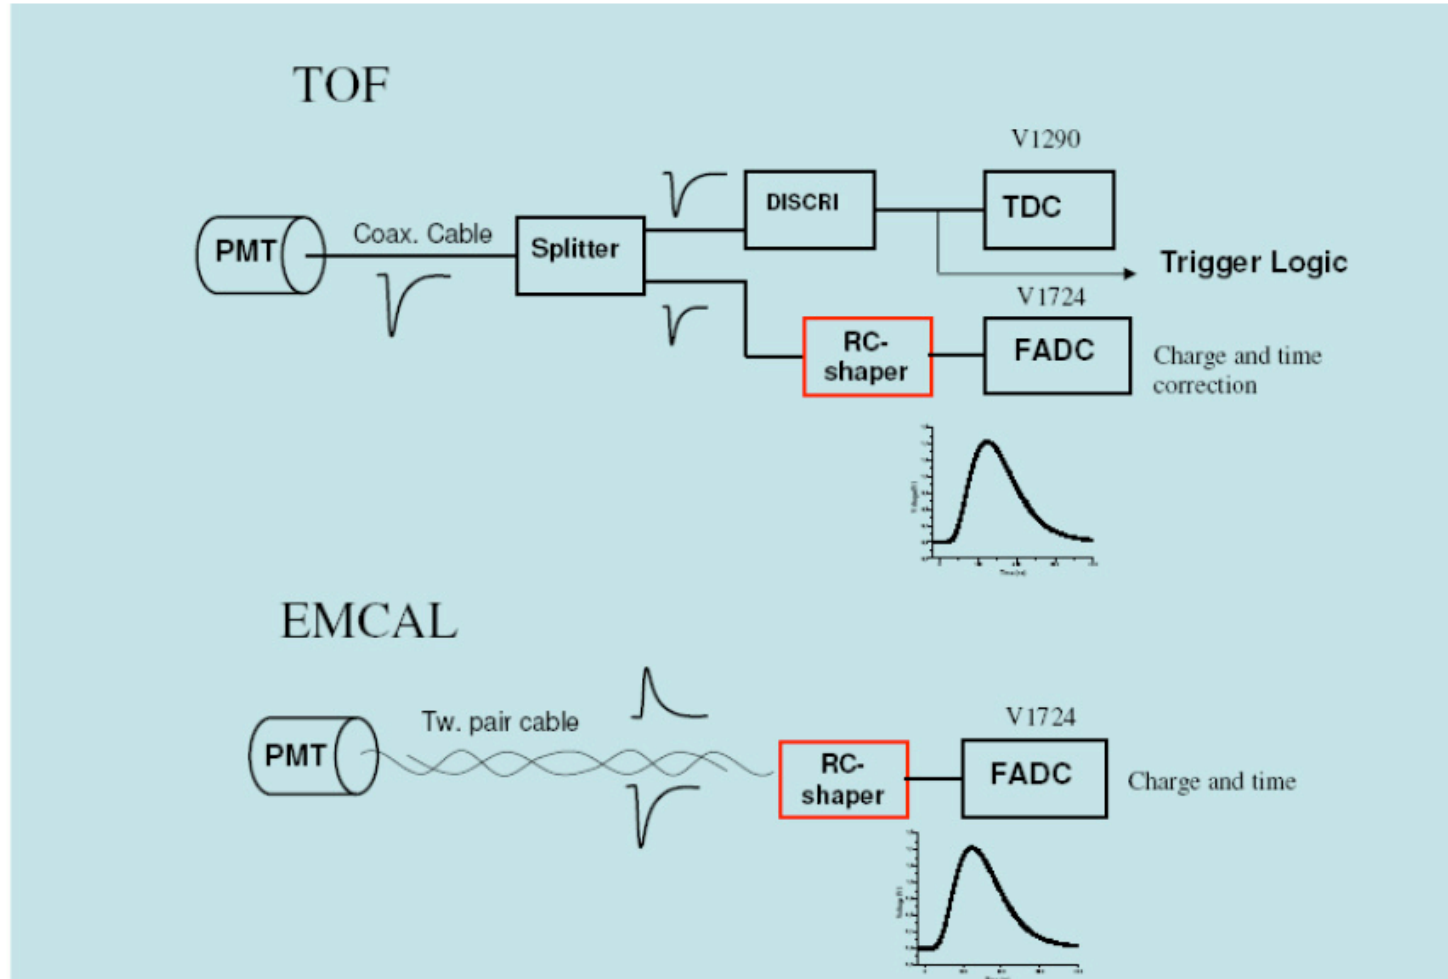 TOF
V1290
DISCRI
TDC
PMT
Coax. Cable
Splitter
Trigger Logic
V1724
RC-
shaper
FADC
Charge and time
correction
EMCAL
Tw. pair cable
V1724
PMT
RC-
shaper
FADC
Charge and time